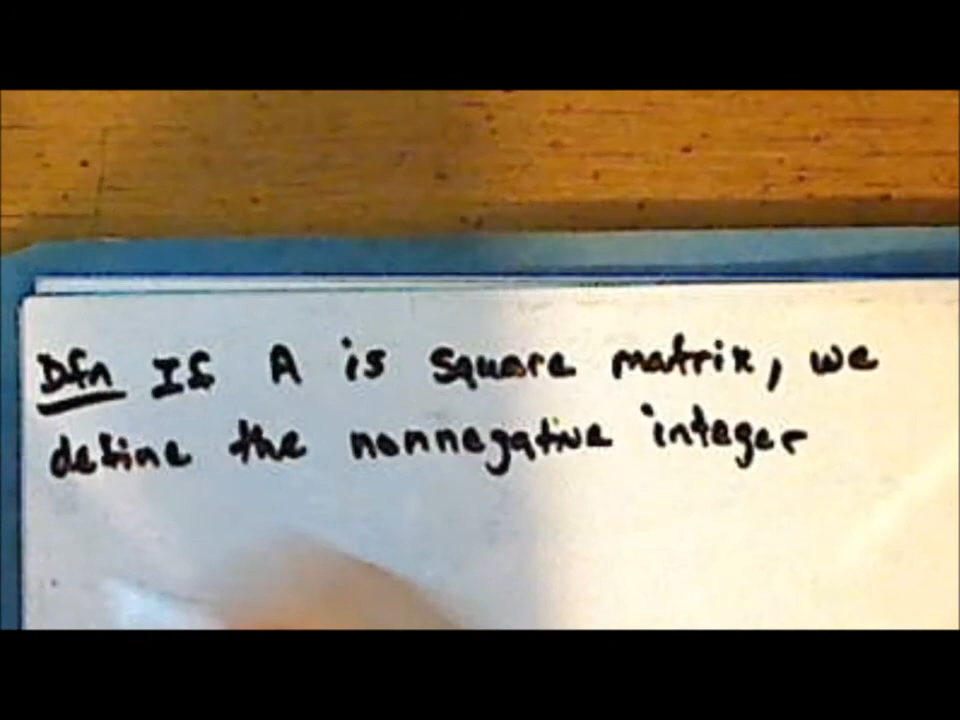 Dfn If A is square matrix, we
define the nonnegative integer